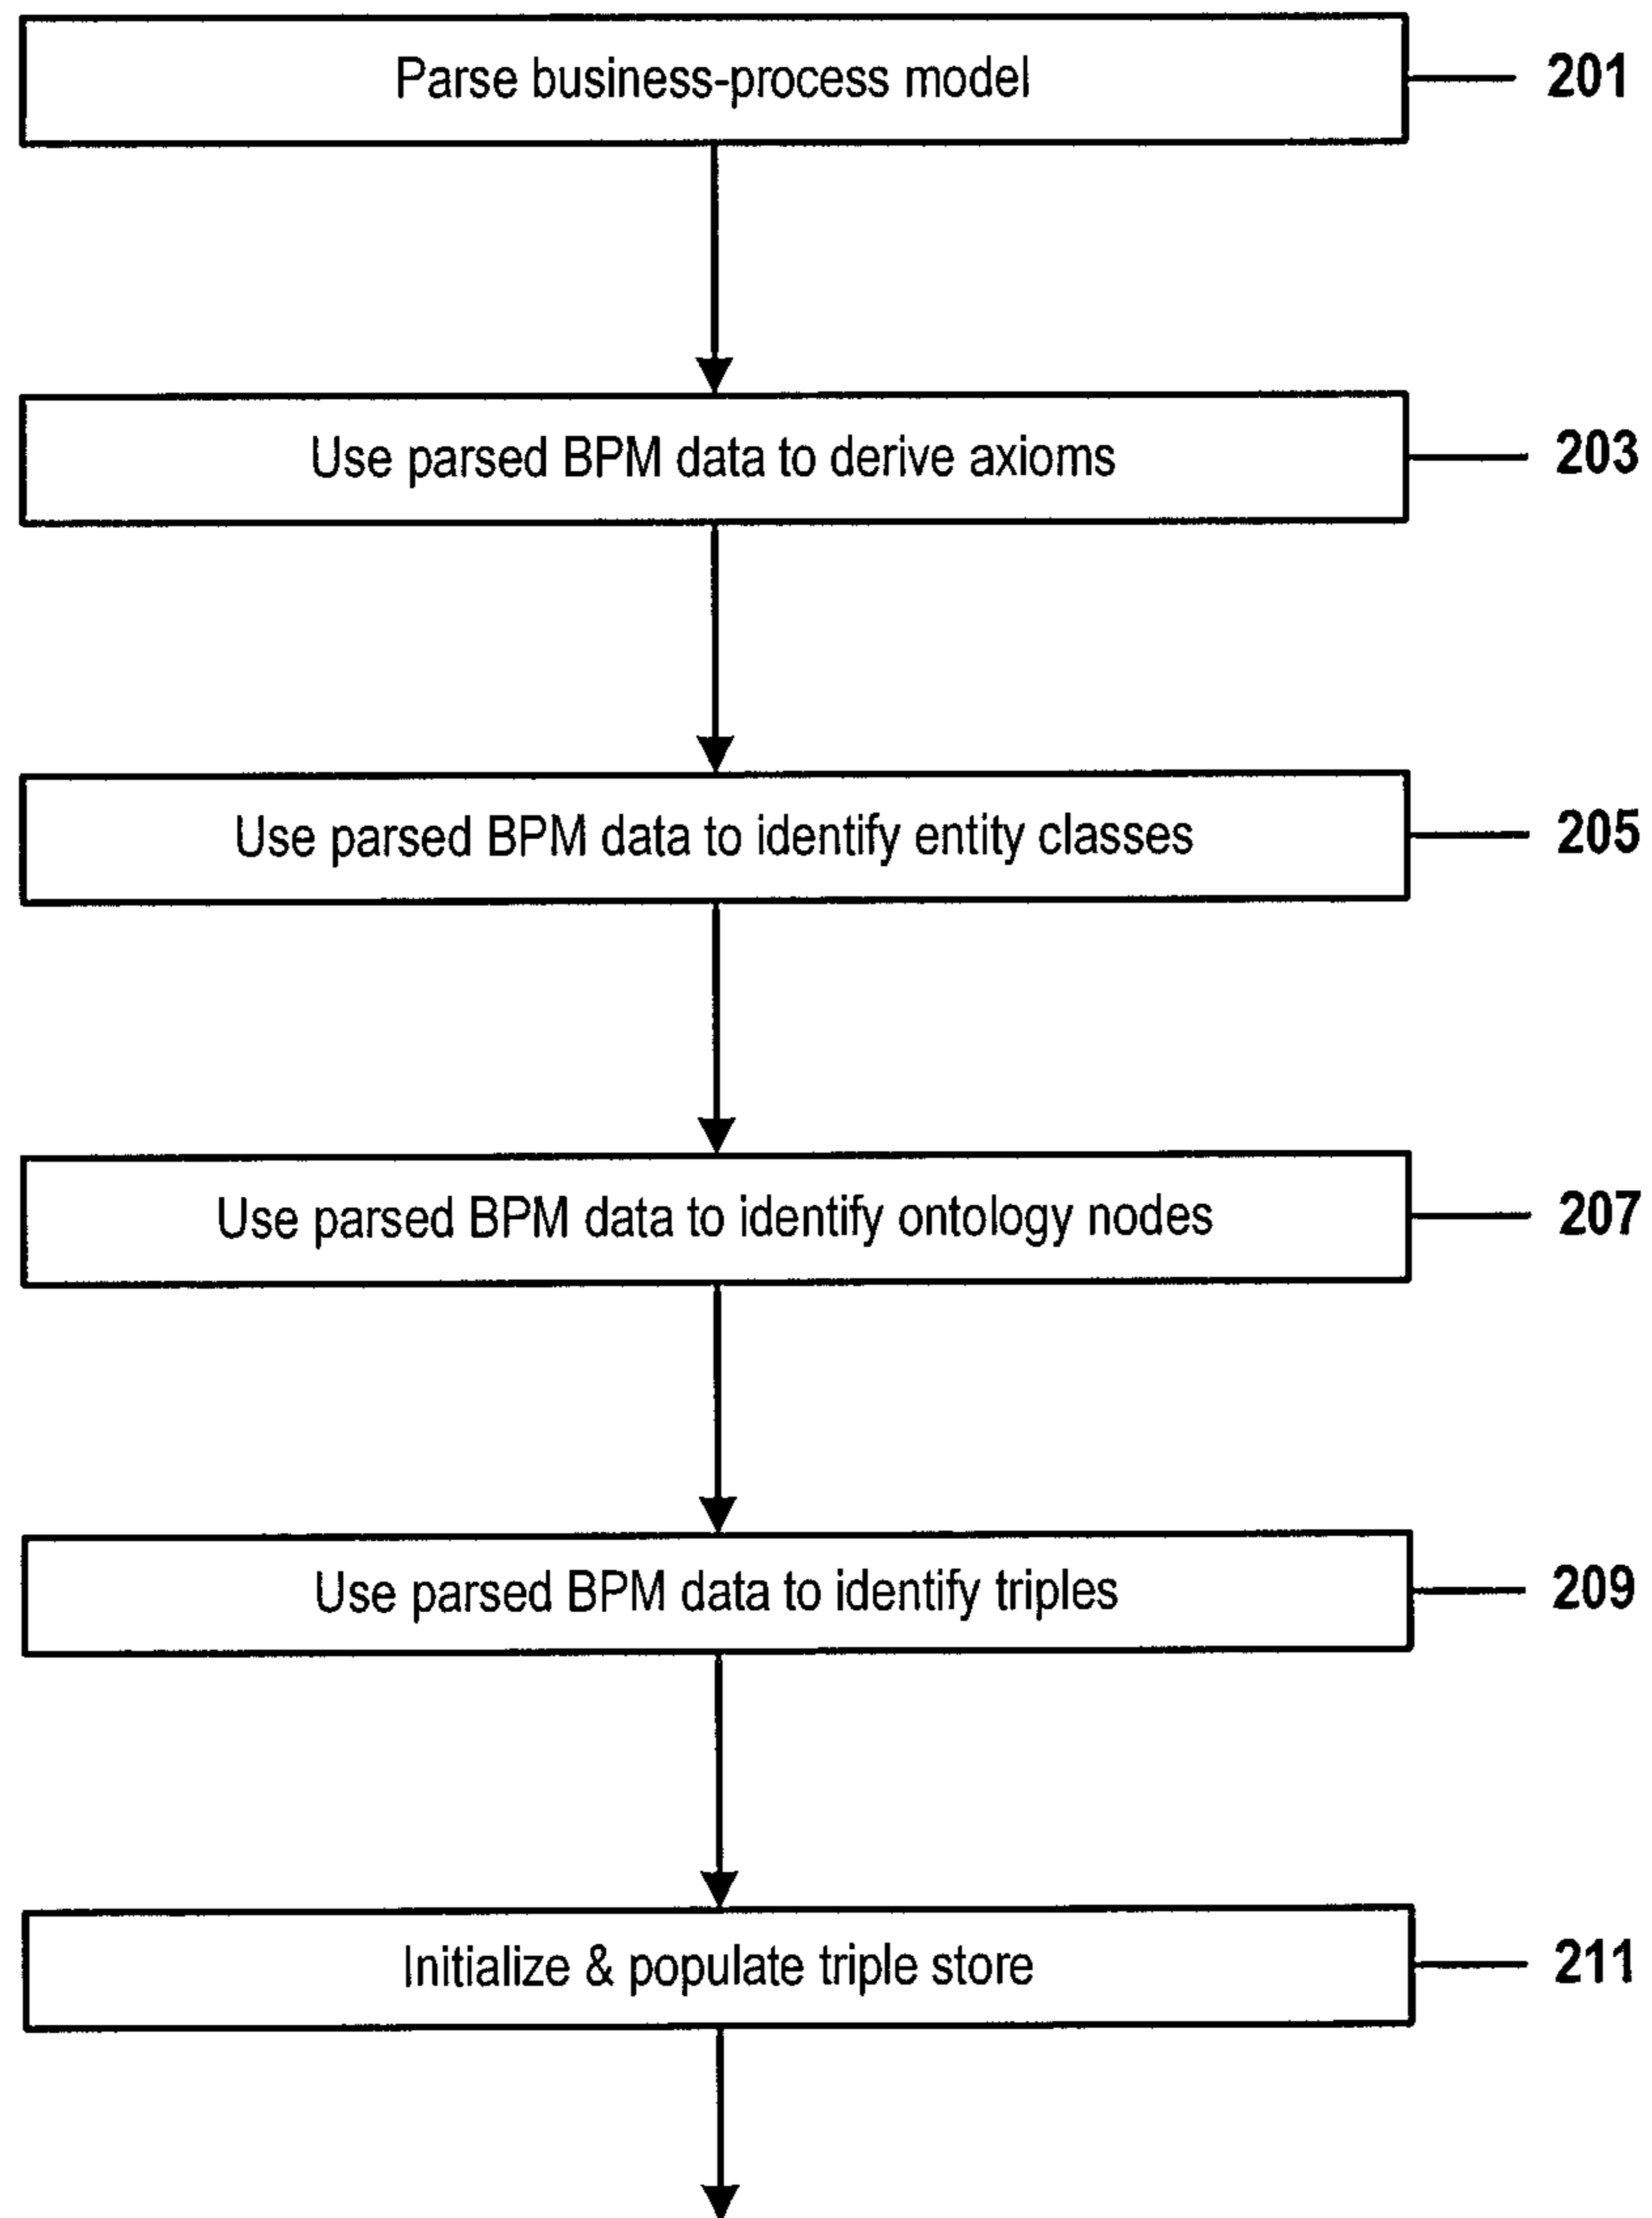 Parse business-process model 201
Use parsed BPM data to derive axioms 203
Use parsed BPM data to identify entity classes 205
Use parsed BPM data to identify ontology nodes 207
Use parsed BPM data to identify triples 209
Initialize & populate triple store 211